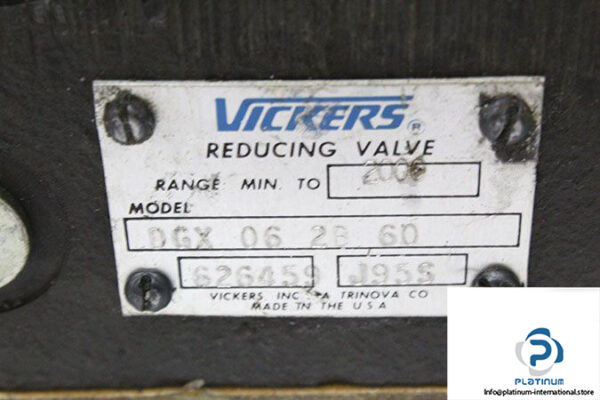 VICKERS®
REDUCING VALVE
RANGE MIN. TO 2000
MODEL
DGX 06 2B 60
626459 J95S
VICKERS INC. A TRINOVA CO
MADE IN THE U S A
PLATINUM
Info@platinum-international.store